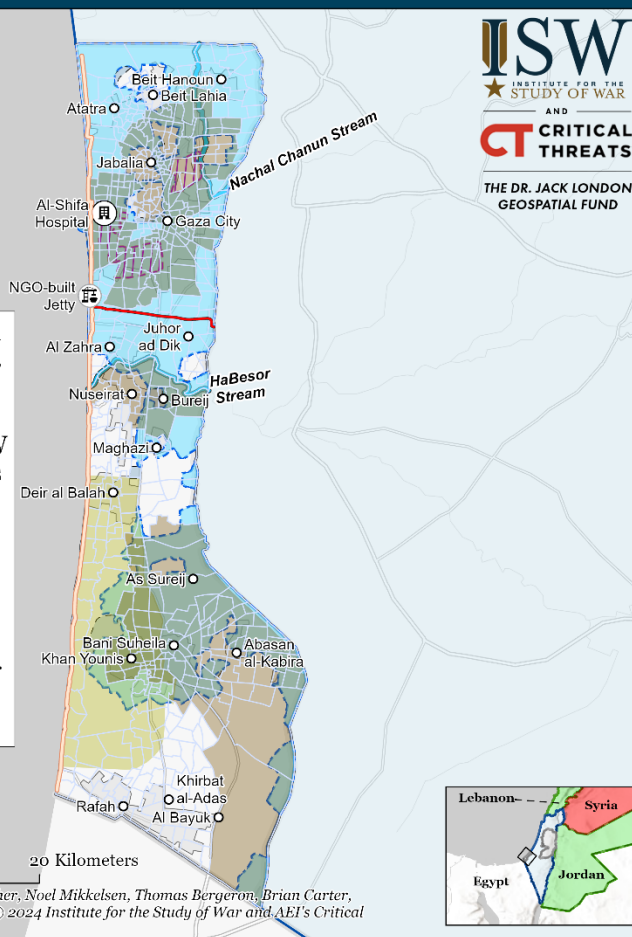 ISW
INSTITUTE FOR THE
STUDY OF WAR
AND
CT CRITICAL
THREATS
THE DR. JACK LONDON
GEOSPATIAL FUND
Beit Hanoun
Beit Lahia
Atatra
Nachal Chanun Stream
Jabalia
Al-Shifa
Hospital
Gaza City
NGO-built
Jetty
Juhor
ad Dik
Al Zahra
HaBesor
Stream
Nuseirat
Bureij
Maghazi
Deir al Balah
As Sureij
Bani Suheila
Khan Younis
Abasan
al-Kabira
Khirbat
al-Adas
Rafah
Al Bayuk
20 Kilometers
Lebanon
Syria
Egypt
Jordan
Noel Mikkelsen, Thomas Bergeron, Brian Carter,
© 2024 Institute for the Study of War and AEI's Critical